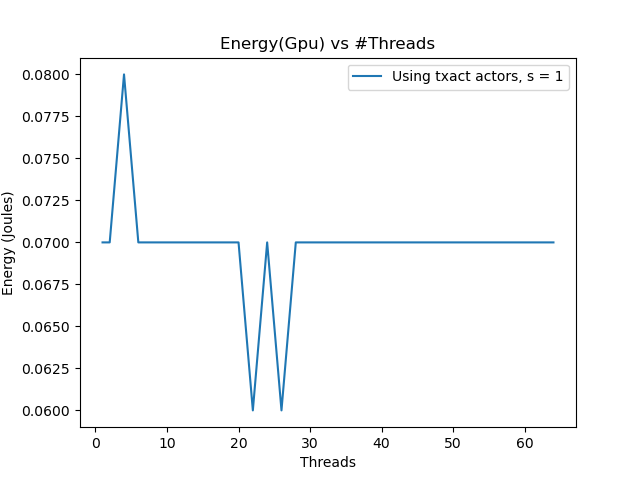 Energy(Gpu) vs #Threads
Using txact actors, s = 1
0.0800
0.0775
0.0750
0.0725
0.0700
0.0675
0.0650
0.0625
0.0600
Energy (Joules)
0 10 20 30 40 50 60
Threads